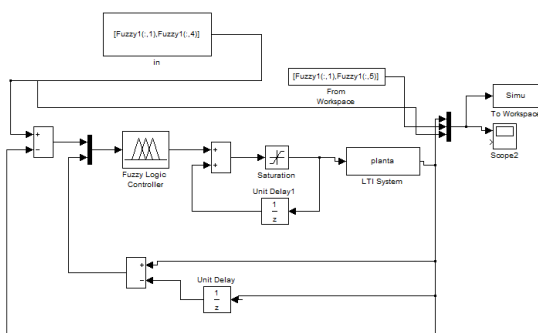 [Fuzzy1(:,1),Fuzzy1(:,4)]
in
[Fuzzy1(:,1),Fuzzy1(:,5)]
From
Workspace
Simu
To Workspace
Scope2
+
−
Fuzzy Logic
Controller
+
+
Saturation
planta
LTI System
Unit Delay1
1
z
+
−
Unit Delay
1
z